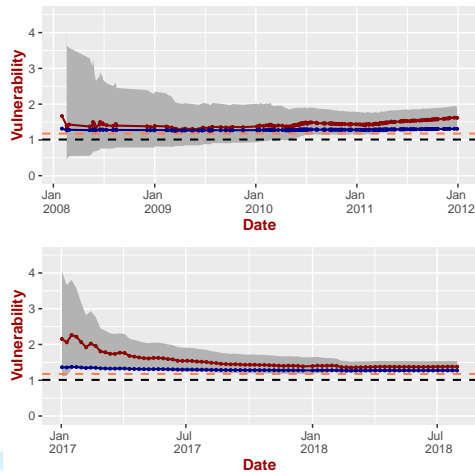 4
3
2
1
0
Vulnerability
Jan 2008
Jan 2009
Jan 2010
Jan 2011
Jan 2012
Date
4
3
2
1
0
Vulnerability
Jan 2017
Jul 2017
Jan 2018
Jul 2018
Date